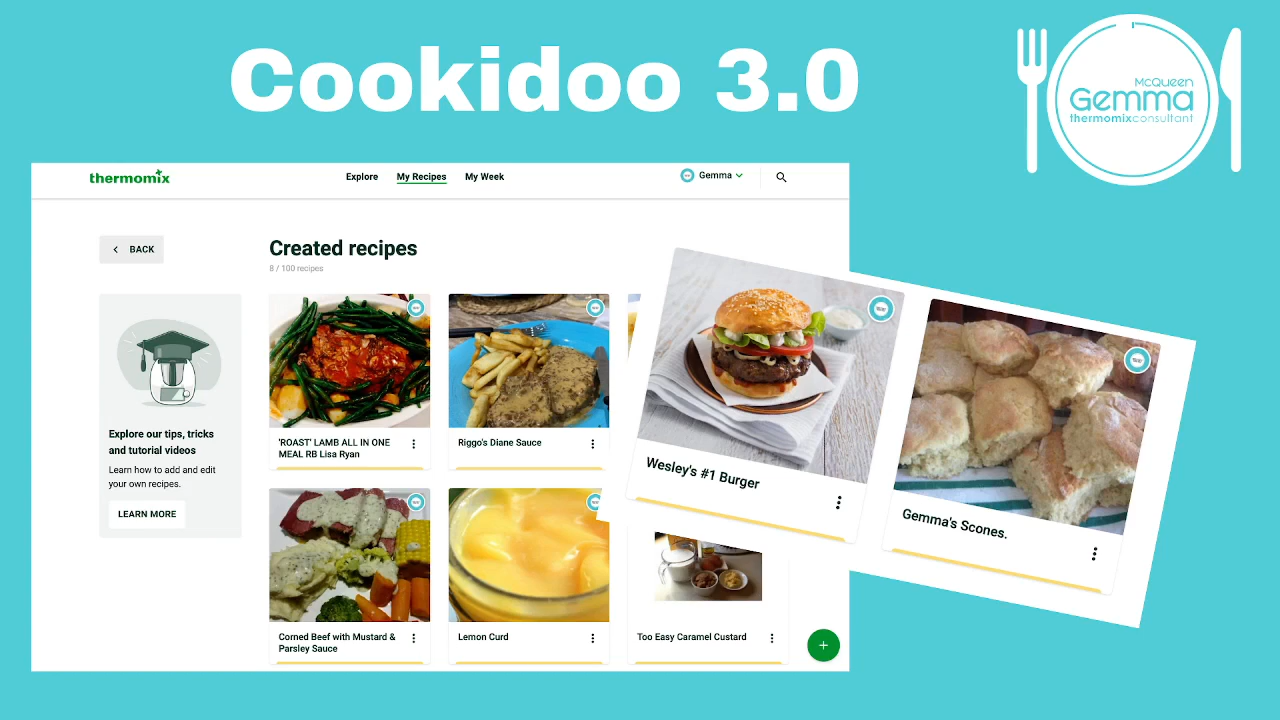 Cookidoo 3.0
McQueen
Gemma
thermomixconsultant
thermomix
Explore
My Recipes
My Week
Gemma
BACK
Created recipes
8 / 100 recipes
Explore our tips, tricks
and tutorial videos
Learn how to add and edit
your own recipes.
LEARN MORE
'ROAST' LAMB ALL IN ONE
MEAL RB Lisa Ryan
Riggo's Diane Sauce
Wesley's #1 Burger
Gemma's Scones.
Corned Beef with Mustard &
Parsley Sauce
Lemon Curd
Too Easy Caramel Custard